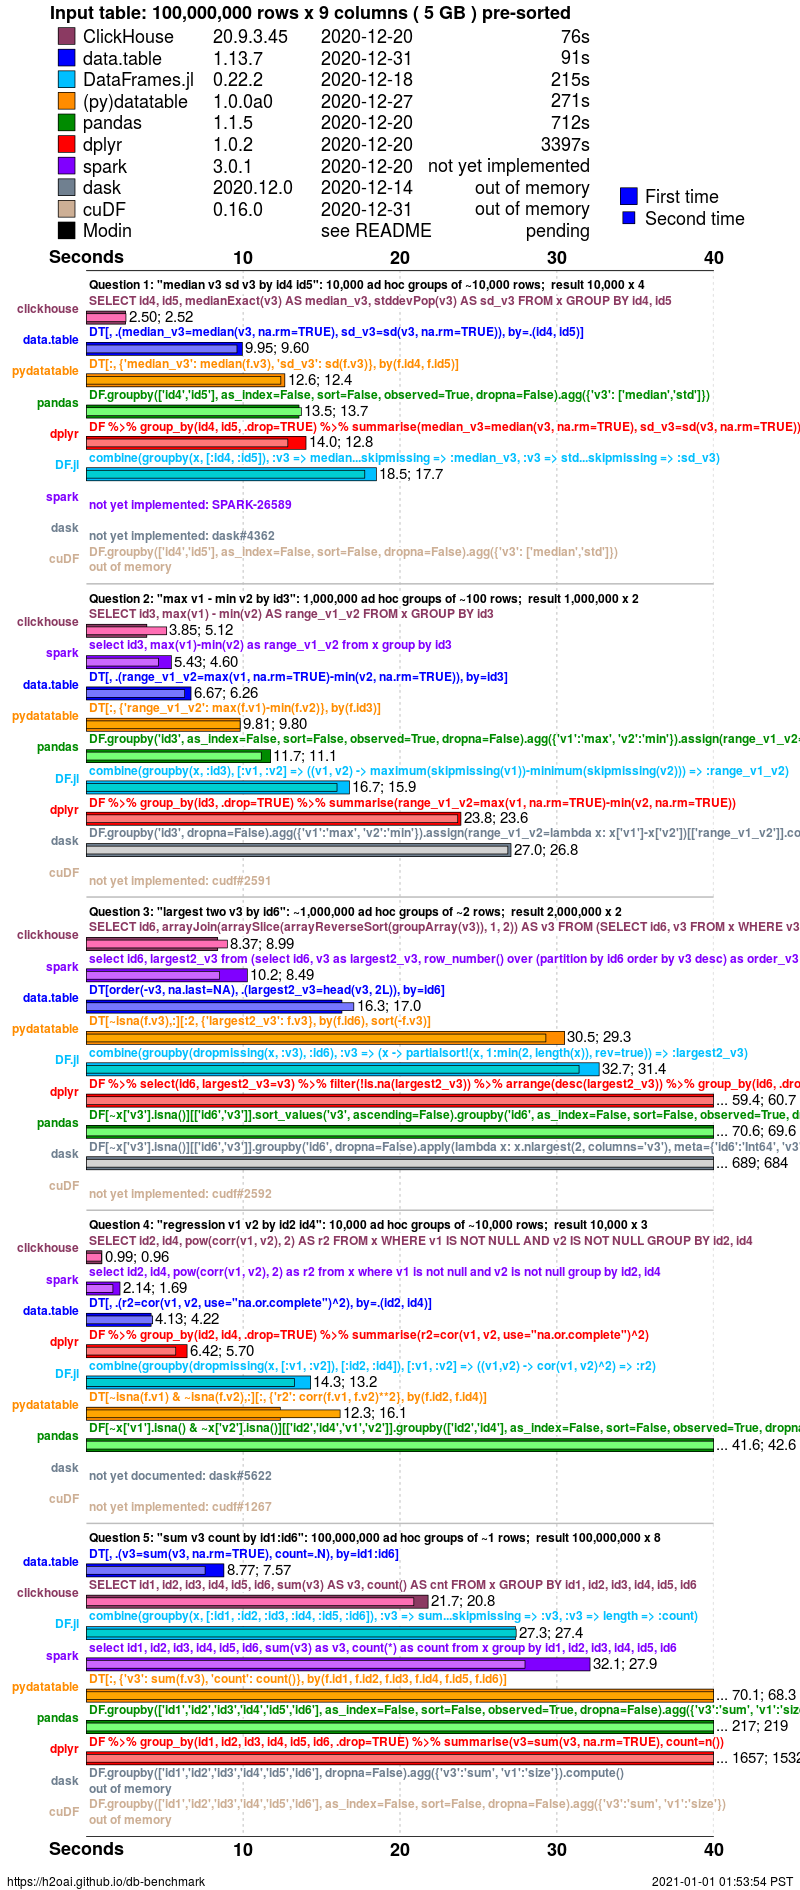 Input table: 100,000,000 rows x 9 columns ( 5 GB ) pre-sorted
ClickHouse 20.9.3.45 2020-12-20 76s
data.table 1.13.7 2020-12-31 91s
DataFrames.jl 0.22.2 2020-12-18 215s
(py)datatable 1.0.0a0 2020-12-27 271s
pandas 1.1.5 2020-12-20 712s
dplyr 1.0.2 2020-12-20 3397s
spark 3.0.1 2020-12-20 not yet implemented
dask 2020.12.0 2020-12-14 out of memory
First time
cuDF 0.16.0 2020-12-31 out of memory
Second time
Modin see README pending
Seconds 10 20 30 40
Question 1: "median v3 sd v3 by id4 id5": 10,000 ad hoc groups of ~10,000 rows; result 10,000 x 4
SELECT id4, id5, medianExact(v3) AS median_v3, stddevPop(v3) AS sd_v3 FROM x GROUP BY id4, id5
clickhouse 2.50; 2.52
DT[, .(median_v3=median(v3, na.rm=TRUE), sd_v3=sd(v3, na.rm=TRUE)), by=.(id4, id5)]
data.table 9.95; 9.60
DT[:, {'median_v3': median(f.v3), 'sd_v3': sd(f.v3)}, by(f.id4, f.id5)]
pydatatable 12.6; 12.4
DF.groupby(['id4','id5'], as_index=False, sort=False, observed=True, dropna=False).agg({'v3': ['median','std']})
pandas 13.5; 13.7
DF %>% group_by(id4, id5, .drop=TRUE) %>% summarise(median_v3=median(v3, na.rm=TRUE), sd_v3=sd(v3, na.rm=TRUE))
dplyr 14.0; 12.8
combine(groupby(x, [:id4, :id5]), :v3 => median...skipmissing => :median_v3, :v3 => std...skipmissing => :sd_v3)
DF.jl 18.5; 17.7
spark not yet implemented: SPARK-26589
dask not yet implemented: dask#4362
DF.groupby(['id4','id5'], as_index=False, sort=False, dropna=False).agg({'v3': ['median','std']})
cuDF out of memory
Question 2: "max v1 - min v2 by id3": 1,000,000 ad hoc groups of ~100 rows; result 1,000,000 x 2
SELECT id3, max(v1) - min(v2) AS range_v1_v2 FROM x GROUP BY id3
clickhouse 3.85; 5.12
select id3, max(v1)-min(v2) as range_v1_v2 from x group by id3
spark 5.43; 4.60
DT[, .(range_v1_v2=max(v1, na.rm=TRUE)-min(v2, na.rm=TRUE)), by=id3]
data.table 6.67; 6.26
DT[:, {'range_v1_v2': max(f.v1)-min(f.v2)}, by(f.id3)]
pydatatable 9.81; 9.80
DF.groupby('id3', as_index=False, sort=False, observed=True, dropna=False).agg({'v1':'max', 'v2':'min'}).assign(range_v1_v2=
pandas 11.7; 11.1
combine(groupby(x, :id3), [:v1, :v2] => ((v1, v2) -> maximum(skipmissing(v1))-minimum(skipmissing(v2))) => :range_v1_v2)
DF.jl 16.7; 15.9
DF %>% group_by(id3, .drop=TRUE) %>% summarise(range_v1_v2=max(v1, na.rm=TRUE)-min(v2, na.rm=TRUE))
dplyr 23.8; 23.6
DF.groupby('id3', dropna=False).agg({'v1':'max', 'v2':'min'}).assign(range_v1_v2=lambda x: x['v1']-x['v2'])[['range_v1_v2']].co
dask 27.0; 26.8
cuDF not yet implemented: cudf#2591
Question 3: "largest two v3 by id6": ~1,000,000 ad hoc groups of ~2 rows; result 2,000,000 x 2
SELECT id6, arrayJoin(arraySlice(arrayReverseSort(groupArray(v3)), 1, 2)) AS v3 FROM (SELECT id6, v3 FROM x WHERE v3
clickhouse 8.37; 8.99
select id6, largest2_v3 from (select id6, v3 as largest2_v3, row_number() over (partition by id6 order by v3 desc) as order_v3
spark 10.2; 8.49
DT[order(-v3, na.last=NA), .(largest2_v3=head(v3, 2L)), by=id6]
data.table 16.3; 17.0
DT[~isna(f.v3),:][:2, {'largest2_v3': f.v3}, by(f.id6), sort(-f.v3)]
pydatatable 30.5; 29.3
combine(groupby(dropmissing(x, :v3), :id6), :v3 => (x -> partialsort!(x, 1:min(2, length(x)), rev=true)) => :largest2_v3)
DF.jl 32.7; 31.4
DF %>% select(id6, largest2_v3=v3) %>% filter(!is.na(largest2_v3)) %>% arrange(desc(largest2_v3)) %>% group_by(id6, .dro
dplyr ... 59.4; 60.7
DF[~x['v3'].isna()][['id6','v3']].sort_values('v3', ascending=False).groupby('id6', as_index=False, sort=False, observed=True, d
pandas ... 70.6; 69.6
DF[~x['v3'].isna()][['id6','v3']].groupby('id6', dropna=False).apply(lambda x: x.nlargest(2, columns='v3'), meta={'id6':'Int64', 'v3'
dask ... 689; 684
cuDF not yet implemented: cudf#2592
Question 4: "regression v1 v2 by id2 id4": 10,000 ad hoc groups of ~10,000 rows; result 10,000 x 3
SELECT id2, id4, pow(corr(v1, v2), 2) AS r2 FROM x WHERE v1 IS NOT NULL AND v2 IS NOT NULL GROUP BY id2, id4
clickhouse 0.99; 0.96
select id2, id4, pow(corr(v1, v2), 2) as r2 from x where v1 is not null and v2 is not null group by id2, id4
spark 2.14; 1.69
DT[, .(r2=cor(v1, v2, use="na.or.complete")^2), by=.(id2, id4)]
data.table 4.13; 4.22
DF %>% group_by(id2, id4, .drop=TRUE) %>% summarise(r2=cor(v1, v2, use="na.or.complete")^2)
dplyr 6.42; 5.70
combine(groupby(dropmissing(x, [:v1, :v2]), [:id2, :id4]), [:v1, :v2] => ((v1,v2) -> cor(v1, v2)^2) => :r2)
DF.jl 14.3; 13.2
DT[~isna(f.v1) & ~isna(f.v2),:][:, {'r2': corr(f.v1, f.v2)**2}, by(f.id2, f.id4)]
pydatatable 12.3; 16.1
DF[~x['v1'].isna() & ~x['v2'].isna()][['id2','id4','v1','v2']].groupby(['id2','id4'], as_index=False, sort=False, observed=True, dropna
pandas ... 41.6; 42.6
dask not yet documented: dask#5622
cuDF not yet implemented: cudf#1267
Question 5: "sum v3 count by id1:id6": 100,000,000 ad hoc groups of ~1 rows; result 100,000,000 x 8
DT[, .(v3=sum(v3, na.rm=TRUE), count=.N), by=id1:id6]
data.table 8.77; 7.57
SELECT id1, id2, id3, id4, id5, id6, sum(v3) AS v3, count() AS cnt FROM x GROUP BY id1, id2, id3, id4, id5, id6
clickhouse 21.7; 20.8
combine(groupby(x, [:id1, :id2, :id3, :id4, :id5, :id6]), :v3 => sum...skipmissing => :v3, :v3 => length => :count)
DF.jl 27.3; 27.4
select id1, id2, id3, id4, id5, id6, sum(v3) as v3, count(*) as count from x group by id1, id2, id3, id4, id5, id6
spark 32.1; 27.9
DT[:, {'v3': sum(f.v3), 'count': count()}, by(f.id1, f.id2, f.id3, f.id4, f.id5, f.id6)]
pydatatable ... 70.1; 68.3
DF.groupby(['id1','id2','id3','id4','id5','id6'], as_index=False, sort=False, observed=True, dropna=False).agg({'v3':'sum', 'v1':'size
pandas ... 217; 219
DF %>% group_by(id1, id2, id3, id4, id5, id6, .drop=TRUE) %>% summarise(v3=sum(v3, na.rm=TRUE), count=n())
dplyr ... 1657; 1532
DF.groupby(['id1','id2','id3','id4','id5','id6'], dropna=False).agg({'v3':'sum', 'v1':'size'}).compute()
dask out of memory
DF.groupby(['id1','id2','id3','id4','id5','id6'], as_index=False, sort=False, dropna=False).agg({'v3':'sum', 'v1':'size'})
cuDF out of memory
Seconds 10 20 30 40
https://h2oai.github.io/db-benchmark 2021-01-01 01:53:54 PST